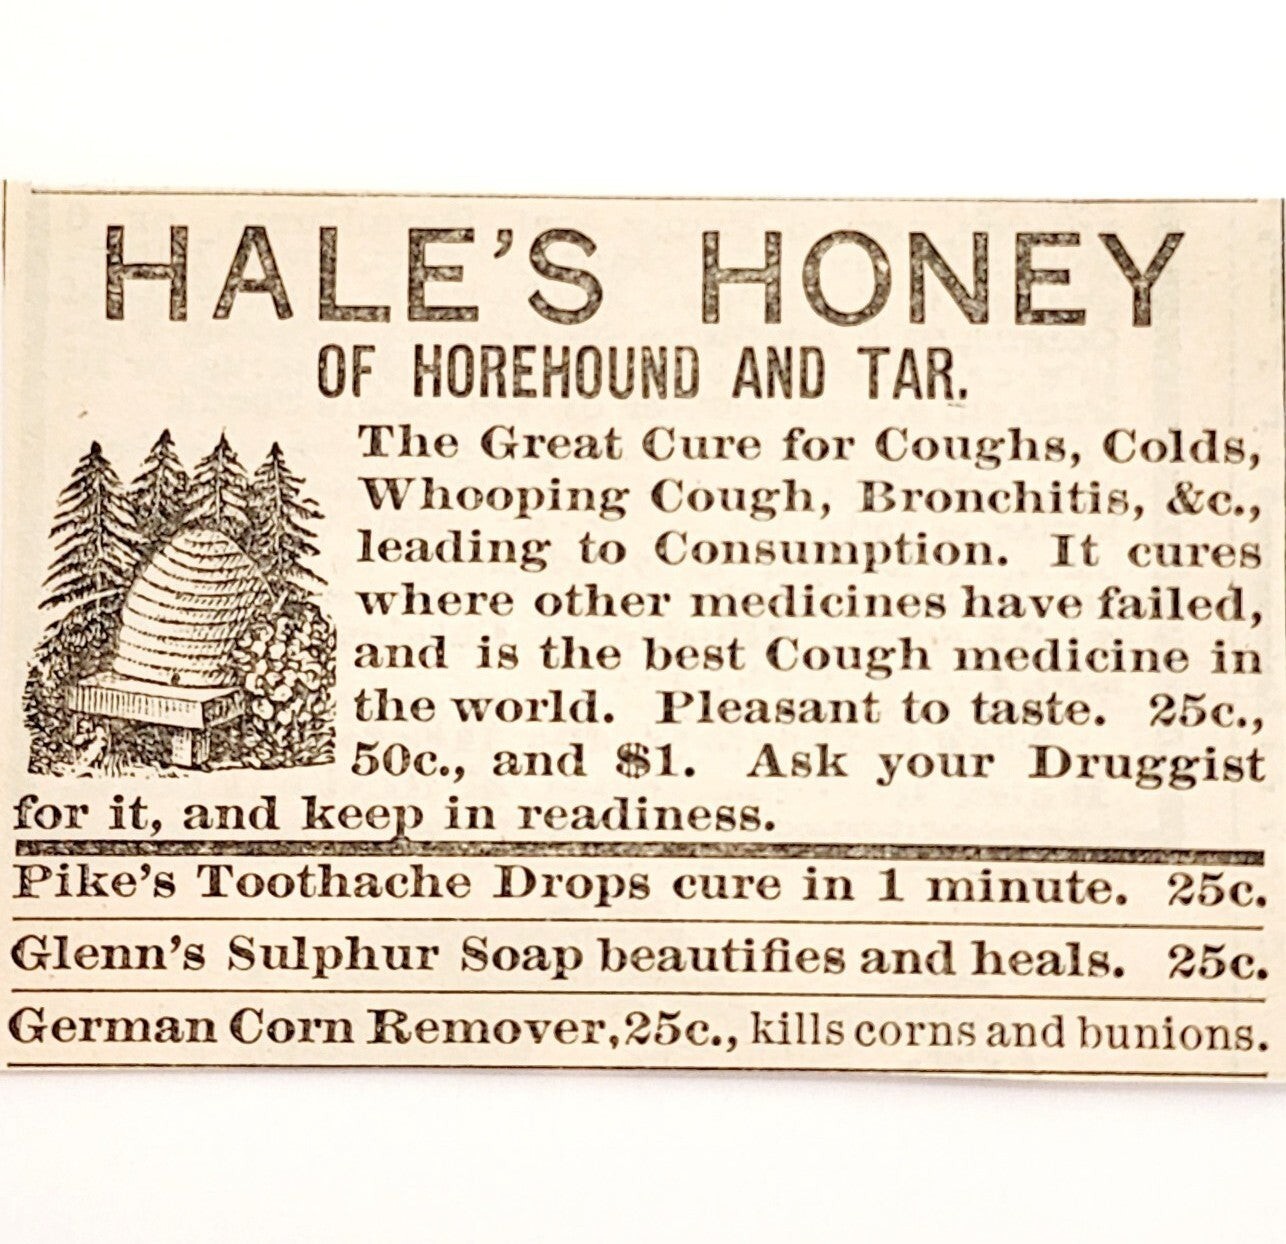 HALE'S HONEY
OF HOREHOUND AND TAR.
The Great Cure for Coughs, Colds,
Whooping Cough, Bronchitis, &c.,
leading to Consumption. It cures
where other medicines have failed,
and is the best Cough medicine in
the world. Pleasant to taste. 25c.,
50c., and $1. Ask your Druggist
for it, and keep in readiness.
Pike's Toothache Drops cure in 1 minute. 25c.
Glenn's Sulphur Soap beautifies and heals. 25c.
German Corn Remover, 25c., kills corns and bunions.